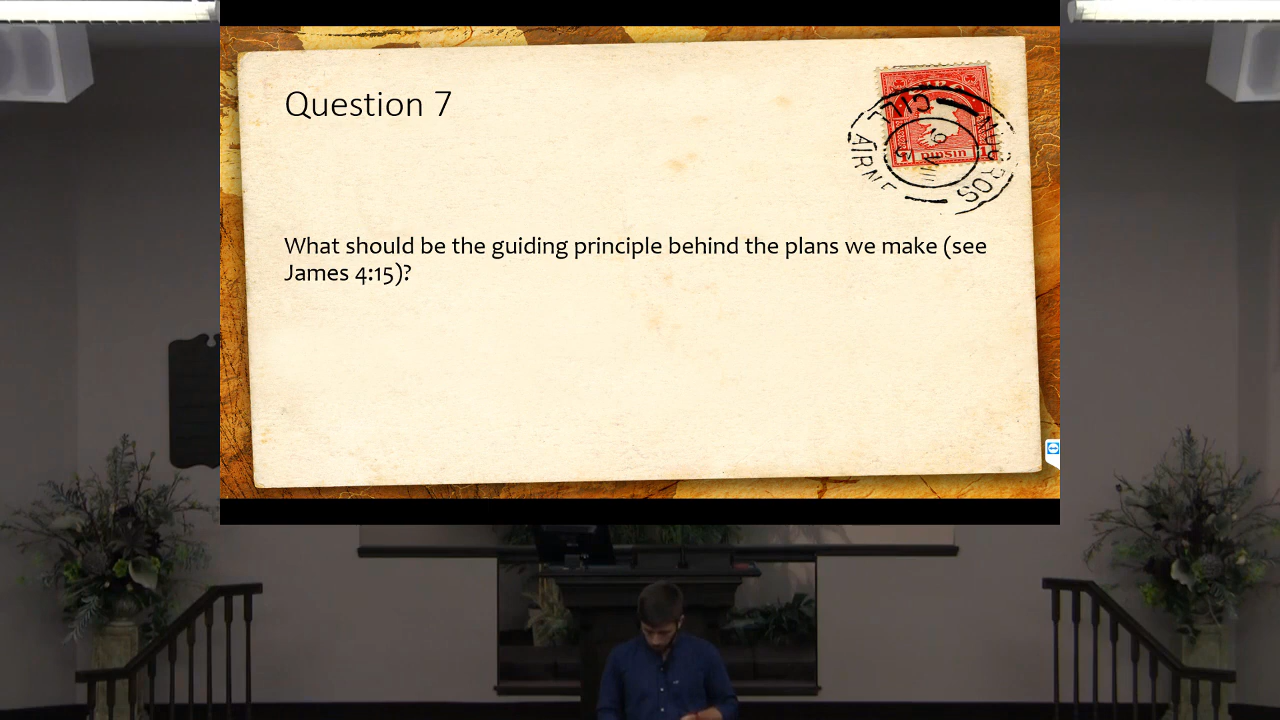 Question 7
What should be the guiding principle behind the plans we make (see
James 4:15)?